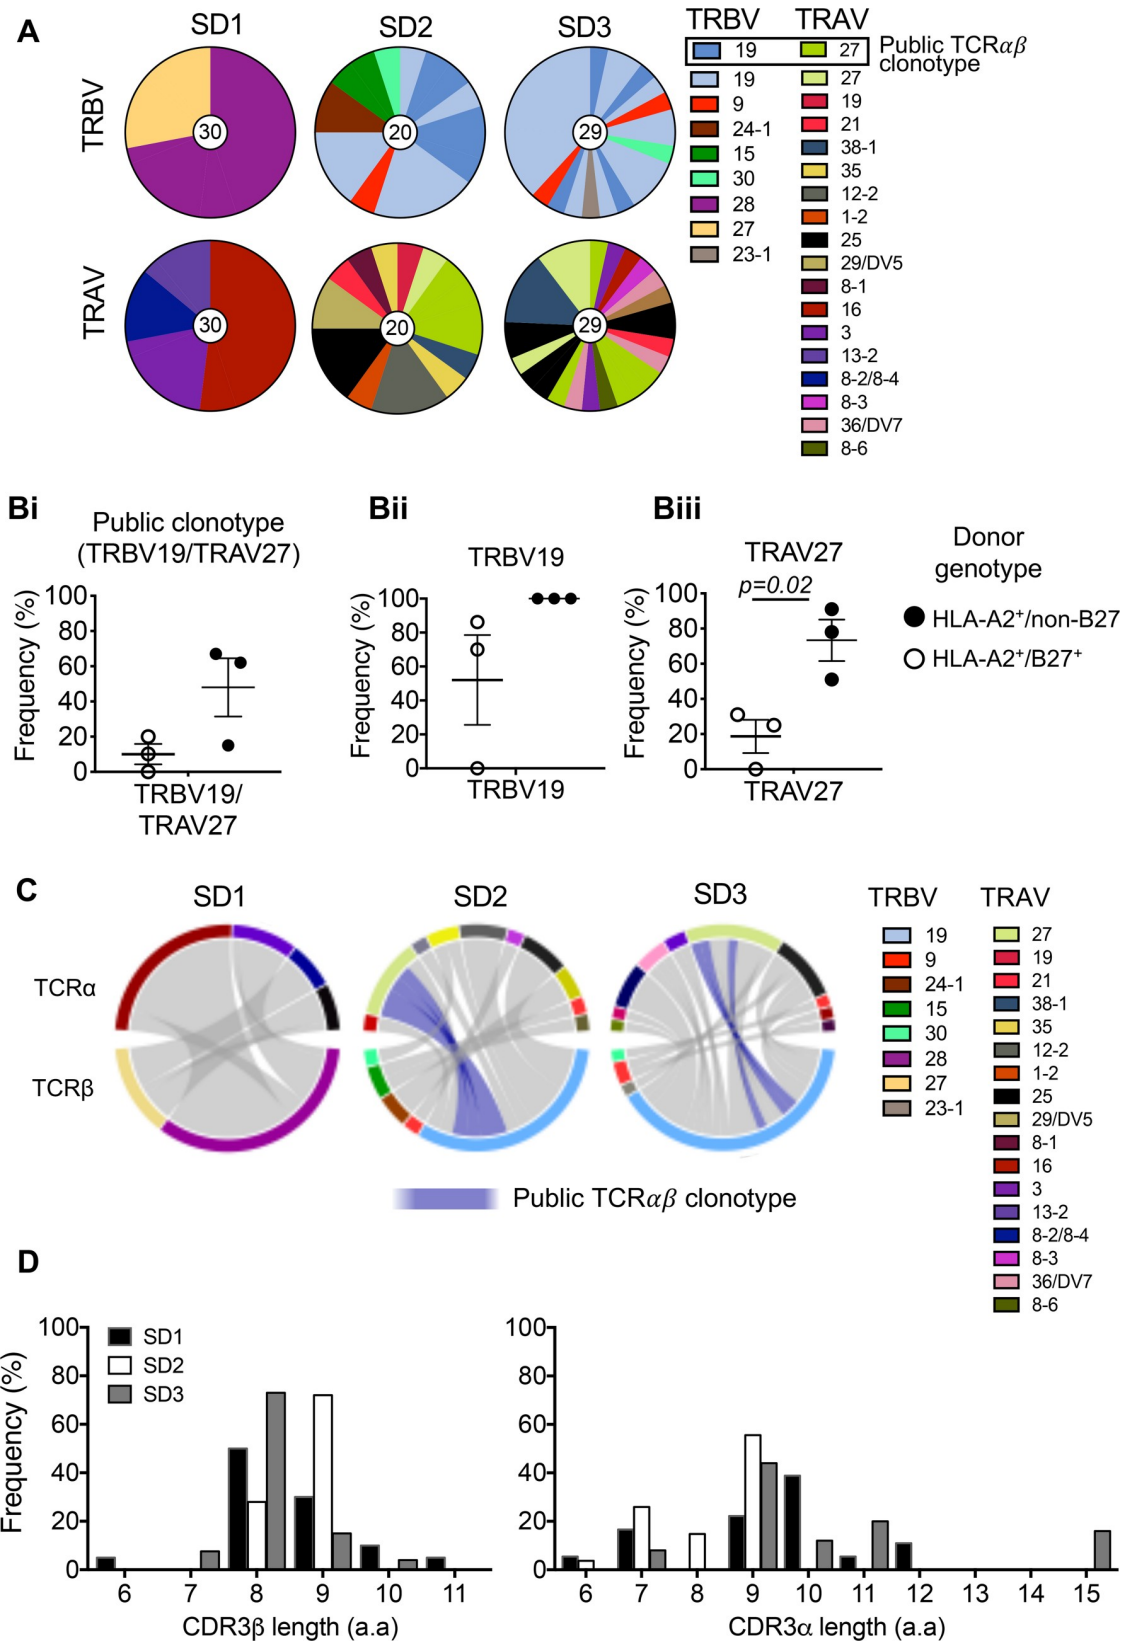 A
SD1
SD2
SD3
TRBV
TRAV
TRBV
30
20
29
TRAV
30
20
29
19
27
Public TCRαβ
clonotype
19
27
9
19
24-1
21
15
38-1
30
35
28
12-2
27
1-2
23-1
25
29/DV5
8-1
16
3
13-2
8-2/8-4
8-3
36/DV7
8-6
Bi
Public clonotype
(TRBV19/TRAV27)
Frequency (%)
100
80
60
40
20
0
TRBV19/
TRAV27
Bii
TRBV19
Frequency (%)
100
80
60
40
20
0
TRBV19
Biii
TRAV27
p=0.02
Frequency (%)
100
80
60
40
20
0
TRAV27
Donor
genotype
HLA-A2⁺/non-B27
HLA-A2⁺/B27⁺
C
SD1
SD2
SD3
TCRα
TCRβ
Public TCRαβ clonotype
TRBV
19
9
24-1
15
30
28
27
23-1
TRAV
27
19
21
38-1
35
12-2
1-2
25
29/DV5
8-1
16
3
13-2
8-2/8-4
8-3
36/DV7
8-6
D
Frequency (%)
100
80
60
40
20
0
SD1
SD2
SD3
6 7 8 9 10 11
CDR3β length (a.a)
100
80
60
40
20
0
6 7 8 9 10 11 12 13 14 15
CDR3α length (a.a)